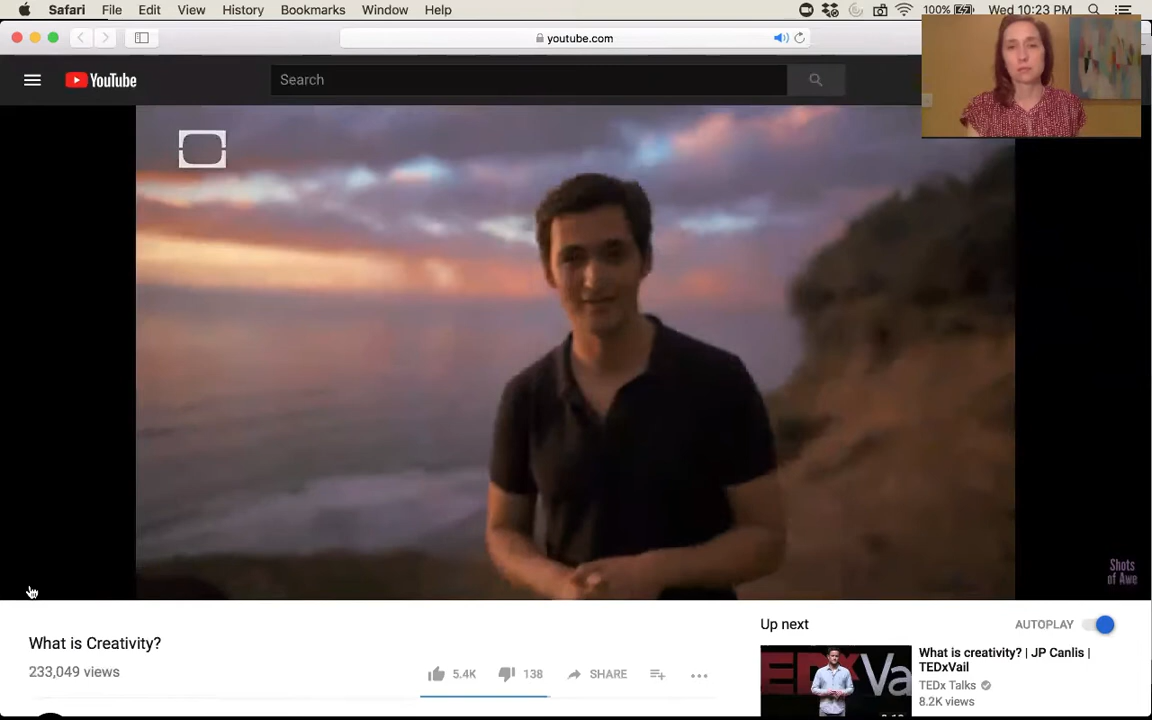 Safari File Edit View History Bookmarks Window Help 100% Wed 10:23 PM
youtube.com
YouTube Search
Shots
of Awe
What is Creativity?
233,049 views
5.4K 138 SHARE
Up next AUTOPLAY
What is creativity? | JP Canlis |
TEDxVail
TEDx Talks
8.2K views